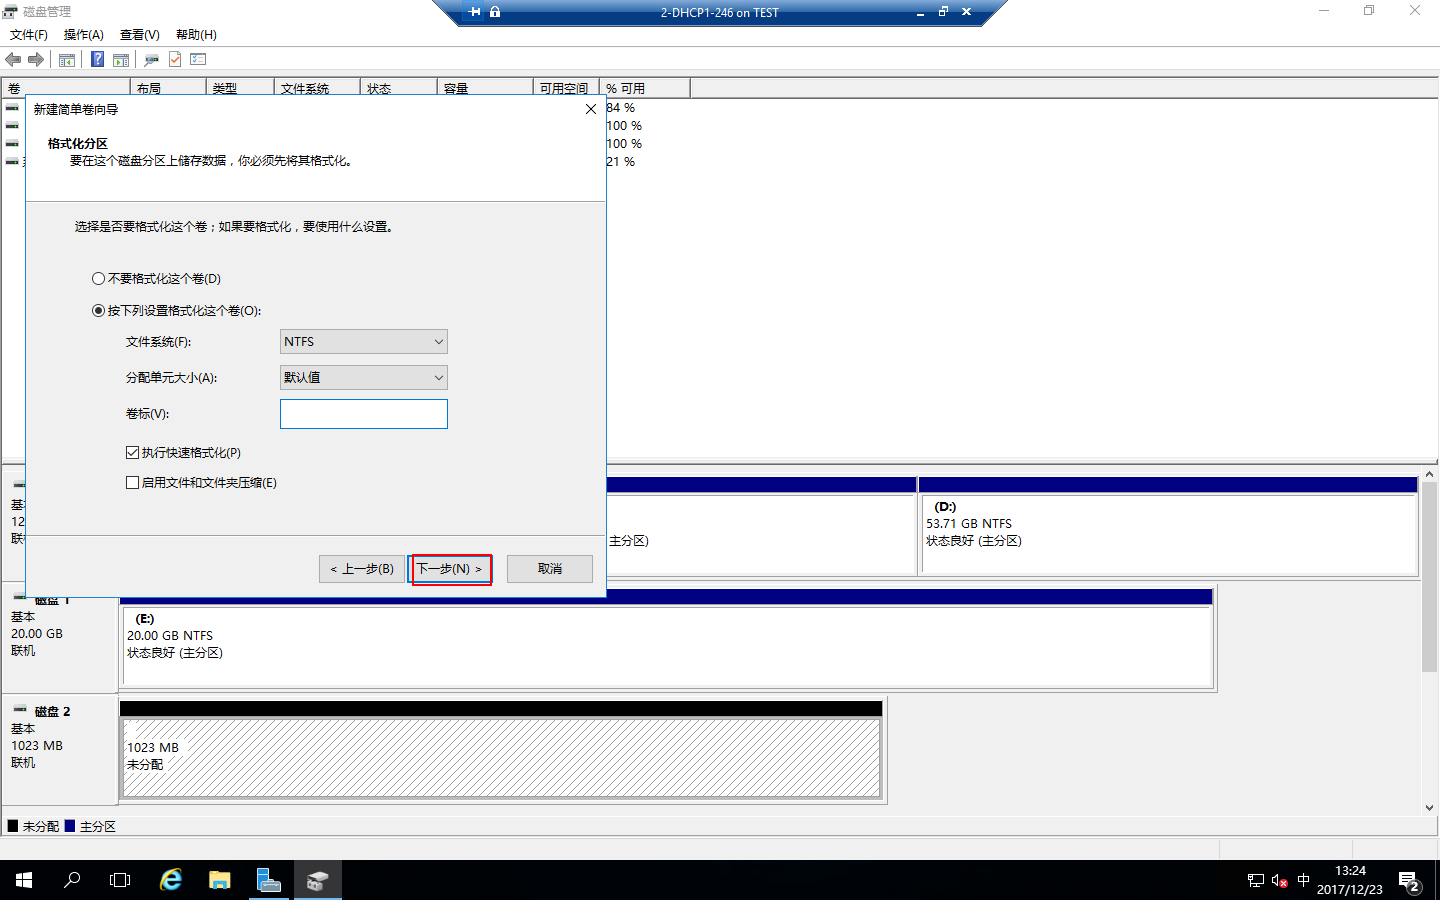 磁盘管理
2-DHCP1-246 on TEST
文件(F) 操作(A) 查看(V) 帮助(H)
卷 布局 类型 文件系统 状态 容量 可用空间 % 可用
84 %
100 %
100 %
21 %
新建简单卷向导
格式化分区
要在这个磁盘分区上储存数据，你必须先将其格式化。
选择是否要格式化这个卷；如果要格式化，要使用什么设置。
不要格式化这个卷(D)
按下列设置格式化这个卷(O):
文件系统(F): NTFS
分配单元大小(A): 默认值
卷标(V):
执行快速格式化(P)
启用文件和文件夹压缩(E)
< 上一步(B) 下一步(N) > 取消
主分区)
(D:)
53.71 GB NTFS
状态良好 (主分区)
磁盘 1
基本
20.00 GB
联机
(E:)
20.00 GB NTFS
状态良好 (主分区)
磁盘 2
基本
1023 MB
联机
1023 MB
未分配
未分配 主分区
中
13:24
2017/12/23
2